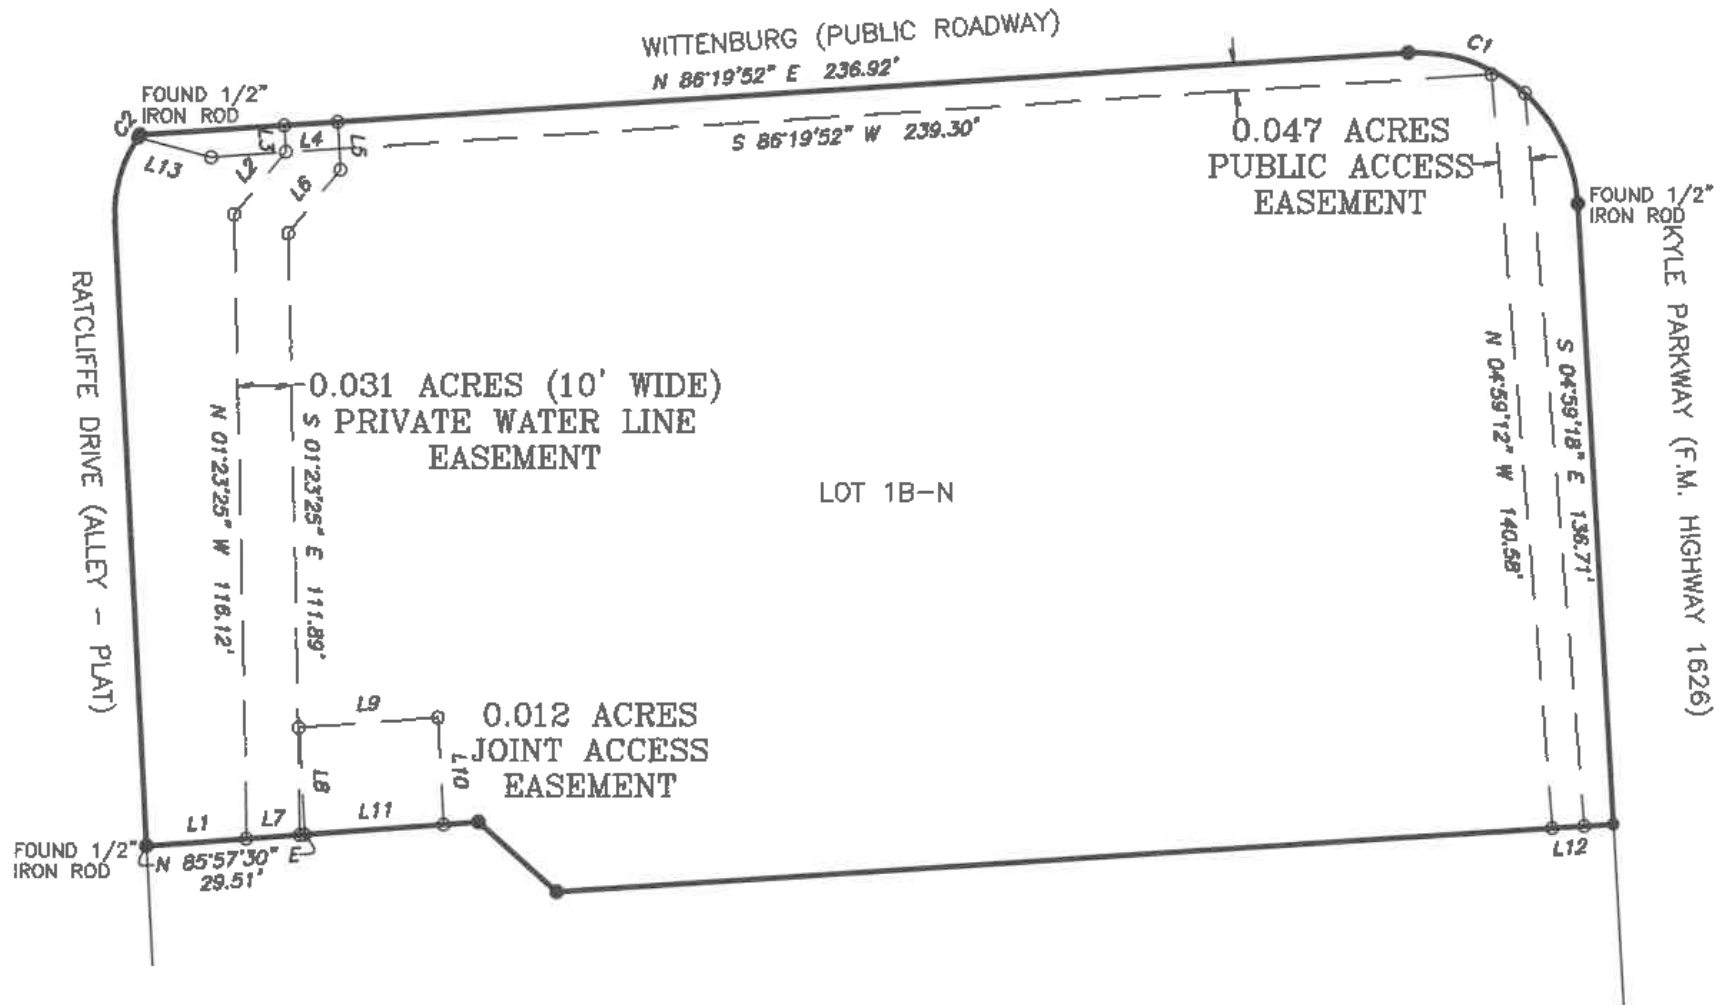 WITTENBURG (PUBLIC ROADWAY)
N 86°19'52" E 236.92'
C1
FOUND 1/2"
IRON ROD
C2
L3
L4
L5
S 86°19'52" W 239.30'
0.047 ACRES
PUBLIC ACCESS
EASEMENT
L13
L2
L6
FOUND 1/2"
IRON ROD
RATCLIFFE DRIVE (ALLEY - PLAT)
KYLE PARKWAY (F.M. HIGHWAY 1626)
0.031 ACRES (10' WIDE)
PRIVATE WATER LINE
EASEMENT
N 01°23'25" W 116.12'
S 01°23'25" E 111.89'
LOT 1B-N
N 04°59'12" W 140.58'
S 04°59'18" E 136.71'
L9
0.012 ACRES
JOINT ACCESS
EASEMENT
L8
L10
L1
L7
L11
L12
FOUND 1/2"
IRON ROD
N 85°57'30" E
29.51'